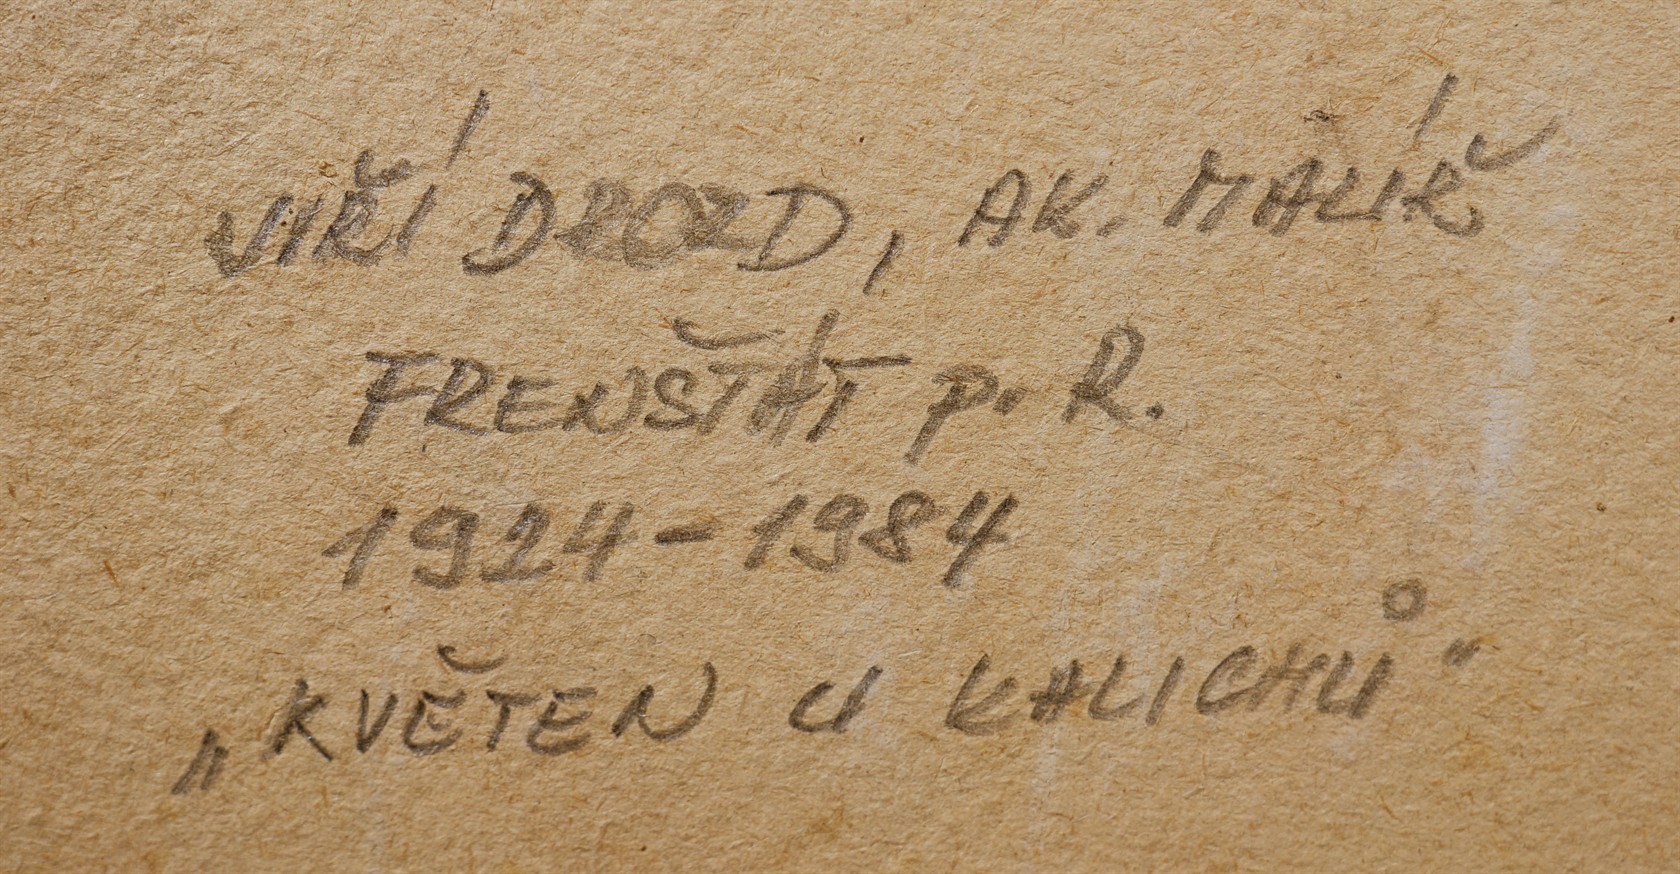 JIŘÍ DROZD, AK. MALÍŘ
FRENŠTÁT p. R.
1924-1984
„KVĚTEN U KALICHŮ"